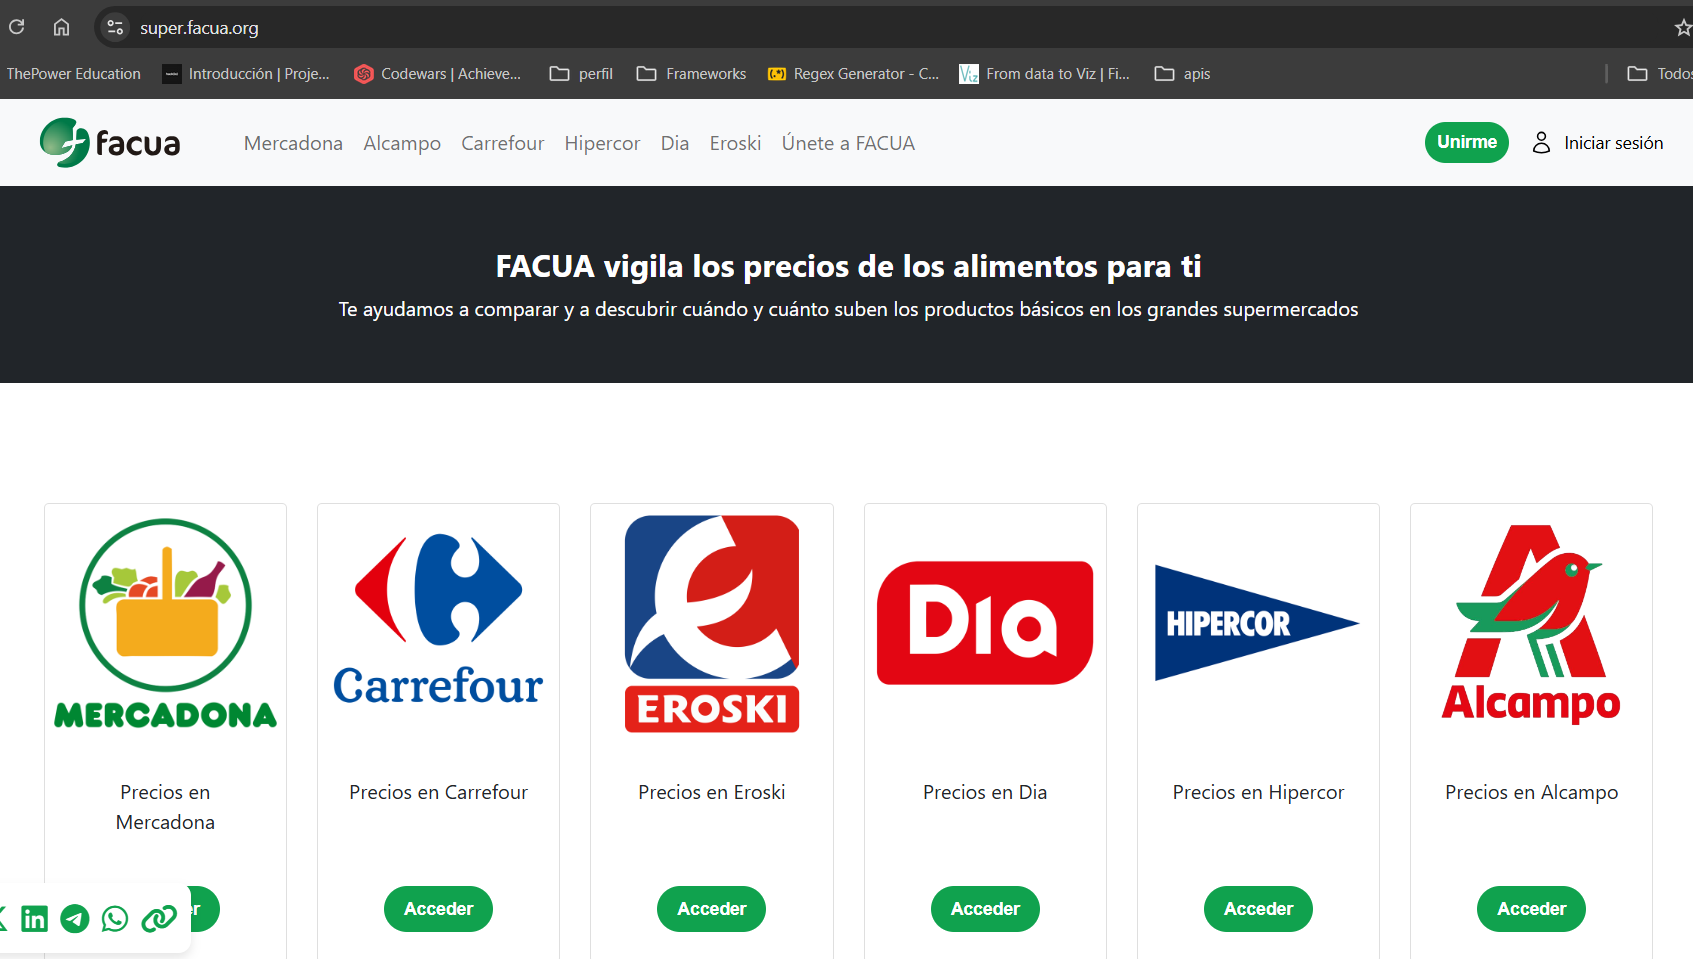 super.facua.org
ThePower Education
Introducción | Proje...
Codewars | Achieve...
perfil
Frameworks
Regex Generator - C...
From data to Viz | Fi...
apis
Todos
facua
Mercadona
Alcampo
Carrefour
Hipercor
Dia
Eroski
Únete a FACUA
Unirme
Iniciar sesión
FACUA vigila los precios de los alimentos para ti
Te ayudamos a comparar y a descubrir cuándo y cuánto suben los productos básicos en los grandes supermercados
MERCADONA
Carrefour
EROSKI
Dia
HIPERCOR
Alcampo
Precios en
Mercadona
Precios en Carrefour
Precios en Eroski
Precios en Dia
Precios en Hipercor
Precios en Alcampo
Acceder
Acceder
Acceder
Acceder
Acceder